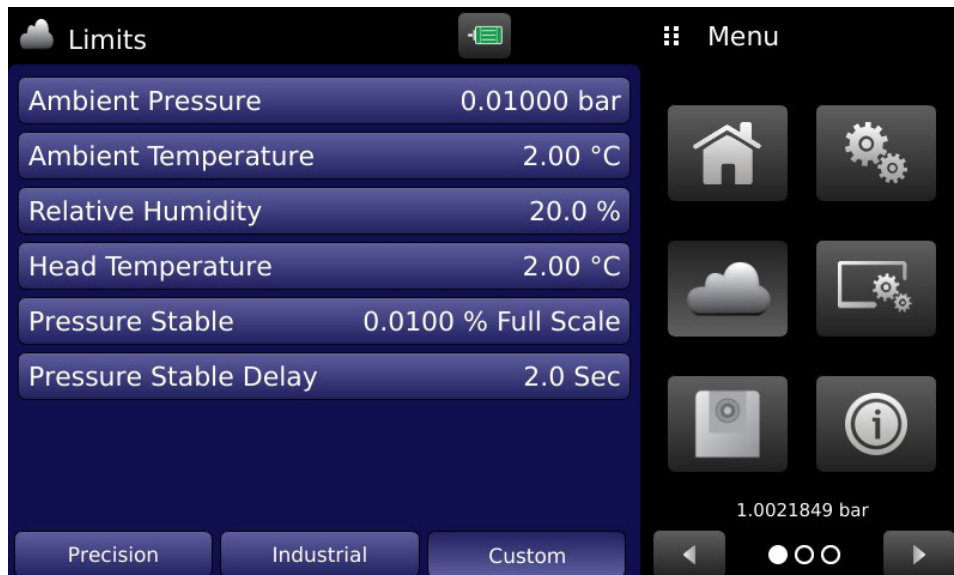 Limits
Menu
Ambient Pressure 0.01000 bar
Ambient Temperature 2.00 °C
Relative Humidity 20.0 %
Head Temperature 2.00 °C
Pressure Stable 0.0100 % Full Scale
Pressure Stable Delay 2.0 Sec
1.0021849 bar
Precision Industrial Custom